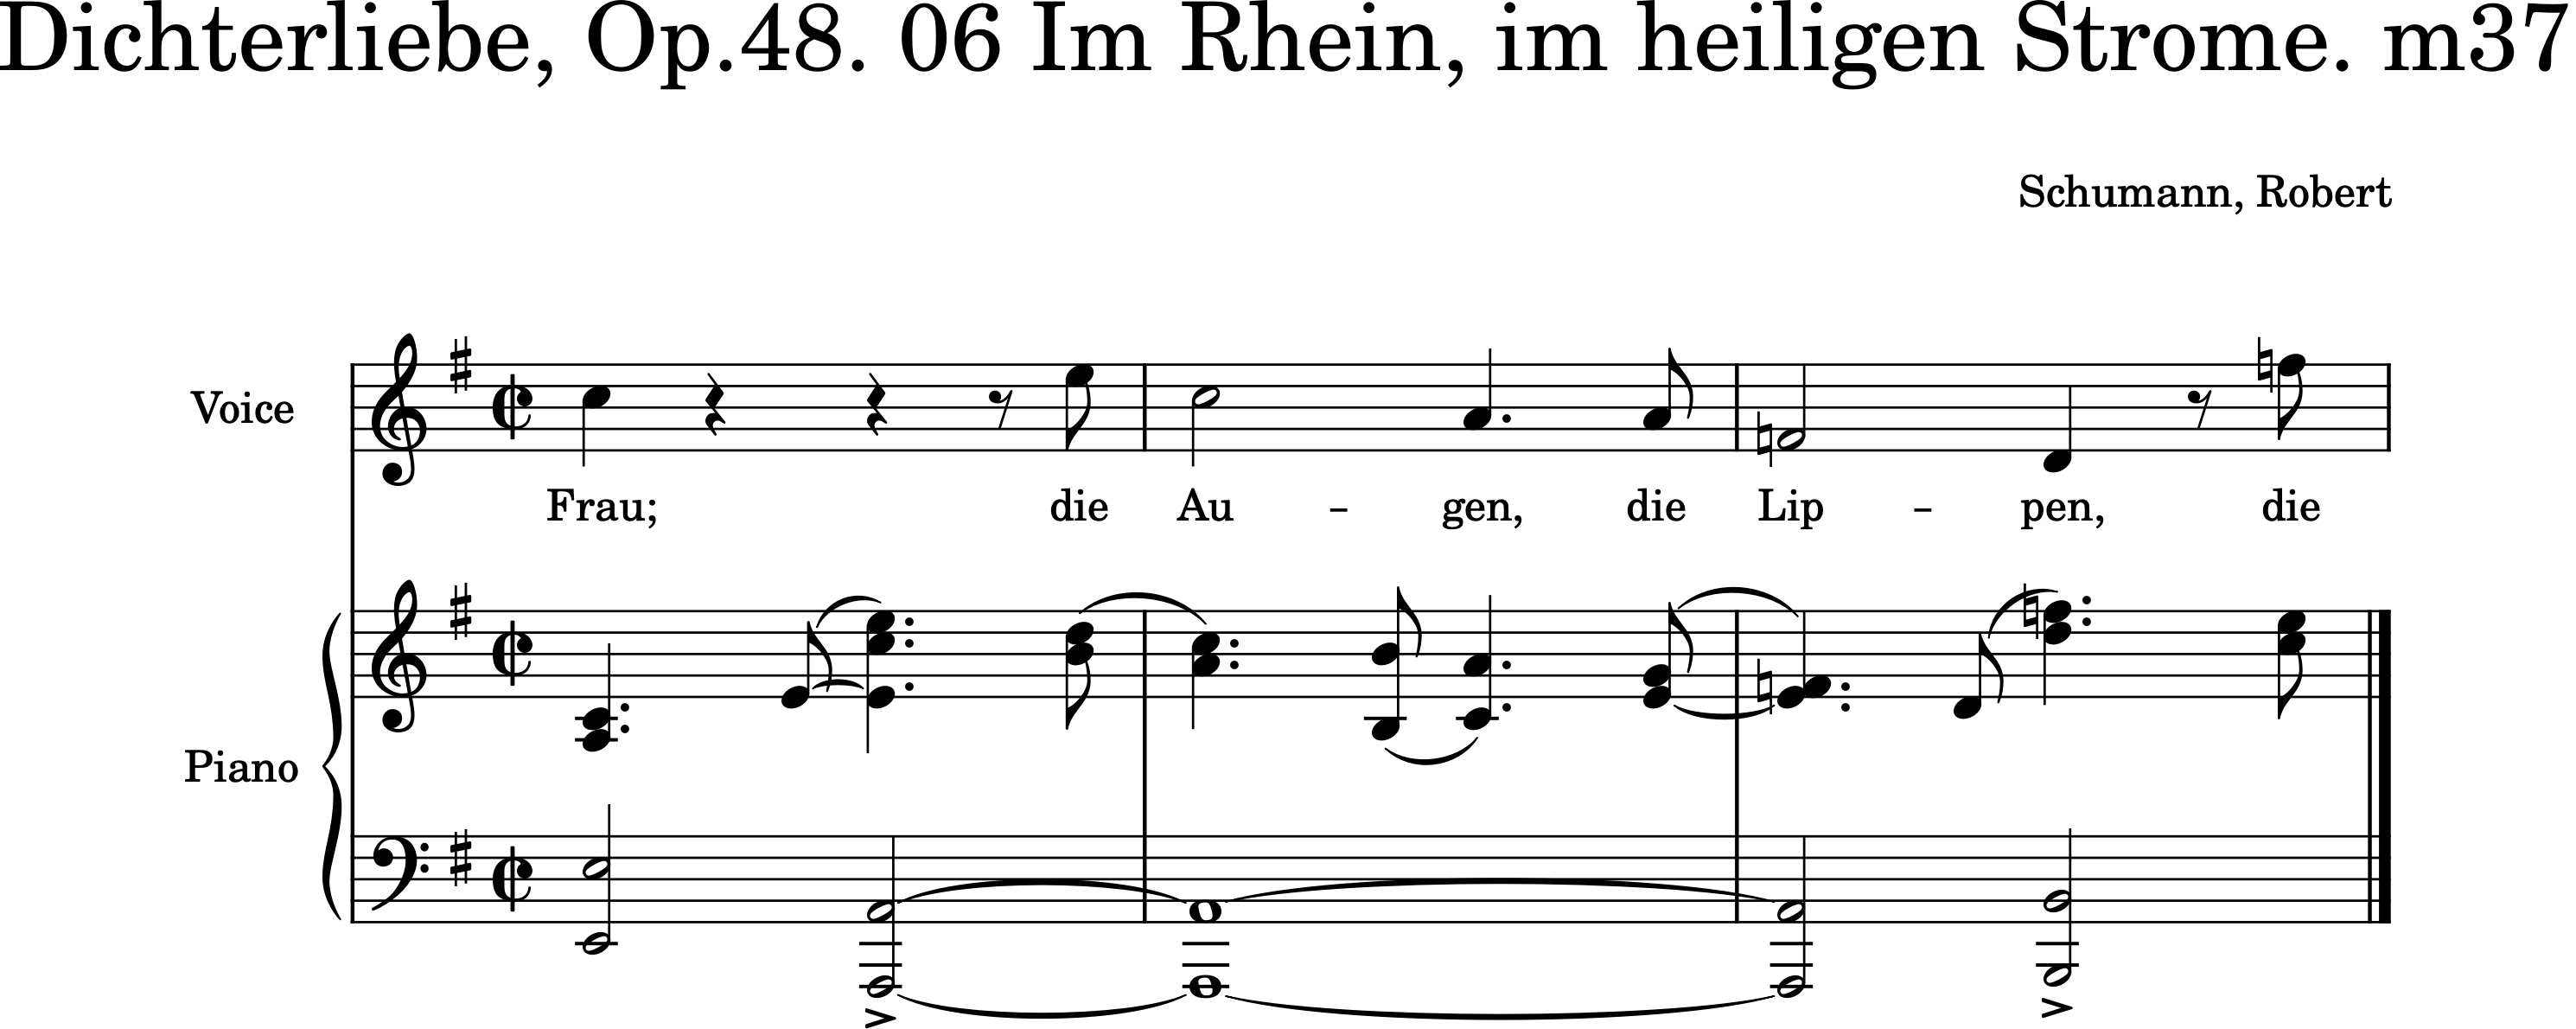 Dichterliebe, Op.48. 06 Im Rhein, im heiligen Strome. m37
Schumann, Robert
Voice
Frau; die Au – gen, die Lip – pen, die
Piano